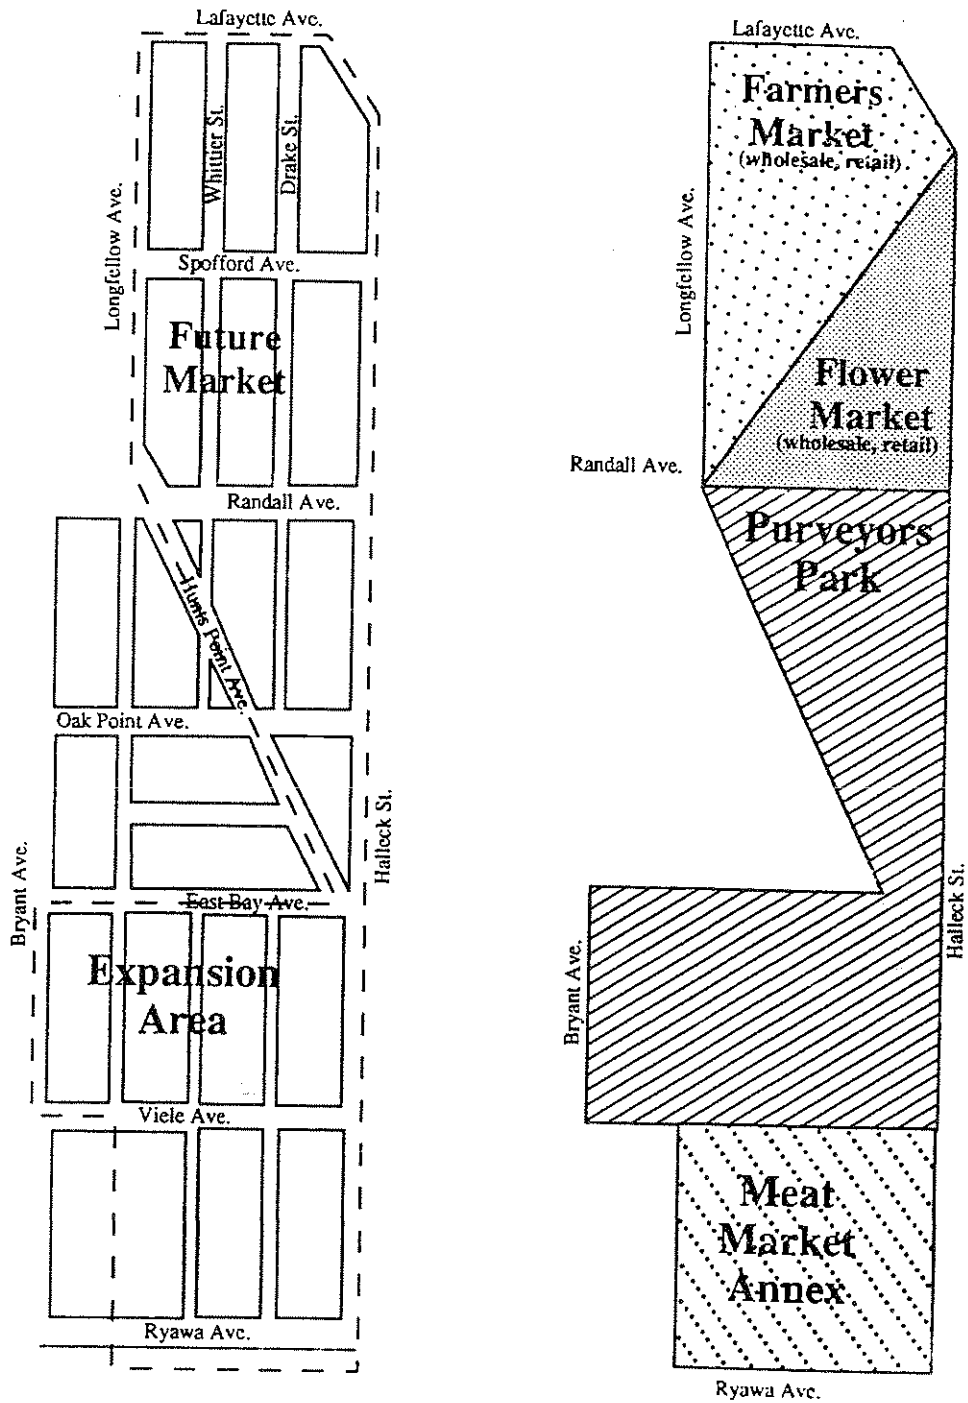 Lafayette Ave.
Whittier St.
Drake St.
Longfellow Ave.
Spofford Ave.
Future
Market
Randall Ave.
Hunts Point Ave.
Oak Point Ave.
Halleck St.
Bryant Ave.
East Bay Ave.
Expansion
Area
Viele Ave.
Ryawa Ave.
Lafayette Ave.
Farmers
Market
(wholesale, retail)
Longfellow Ave.
Flower
Market
(wholesale, retail)
Randall Ave.
Purveyors
Park
Halleck St.
Bryant Ave.
Meat
Market
Annex
Ryawa Ave.